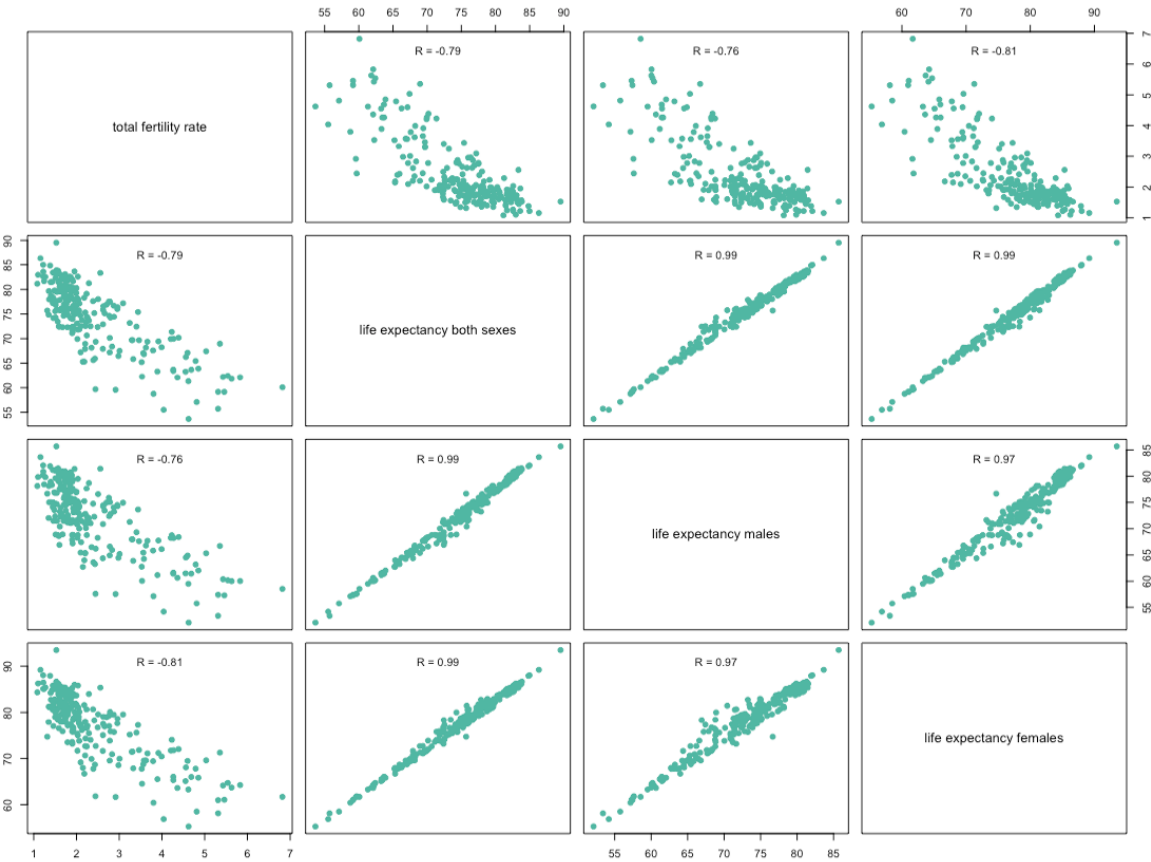 55 60 65 70 75 80 85 90
60 70 80 90
total fertility rate
R = -0.79
R = -0.76
R = -0.81
7
6
5
4
3
2
1
90
85
80
75
70
65
60
55
R = -0.79
life expectancy both sexes
R = 0.99
R = 0.99
R = -0.76
R = 0.99
life expectancy males
R = 0.97
85
80
75
70
65
60
55
90
80
70
60
R = -0.81
R = 0.99
R = 0.97
life expectancy females
1 2 3 4 5 6 7
55 60 65 70 75 80 85